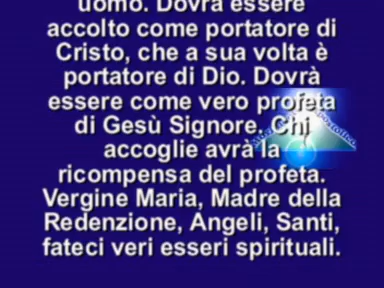 uomo. Dovrà essere
accolto come portatore di
Cristo, che a sua volta è
portatore di Dio. Dovrà
essere come vero profeta
di Gesù Signore. Chi
accoglie avrà la
ricompensa del profeta.
Vergine Maria, Madre della
Redenzione, Angeli, Santi,
fateci veri esseri spirituali.